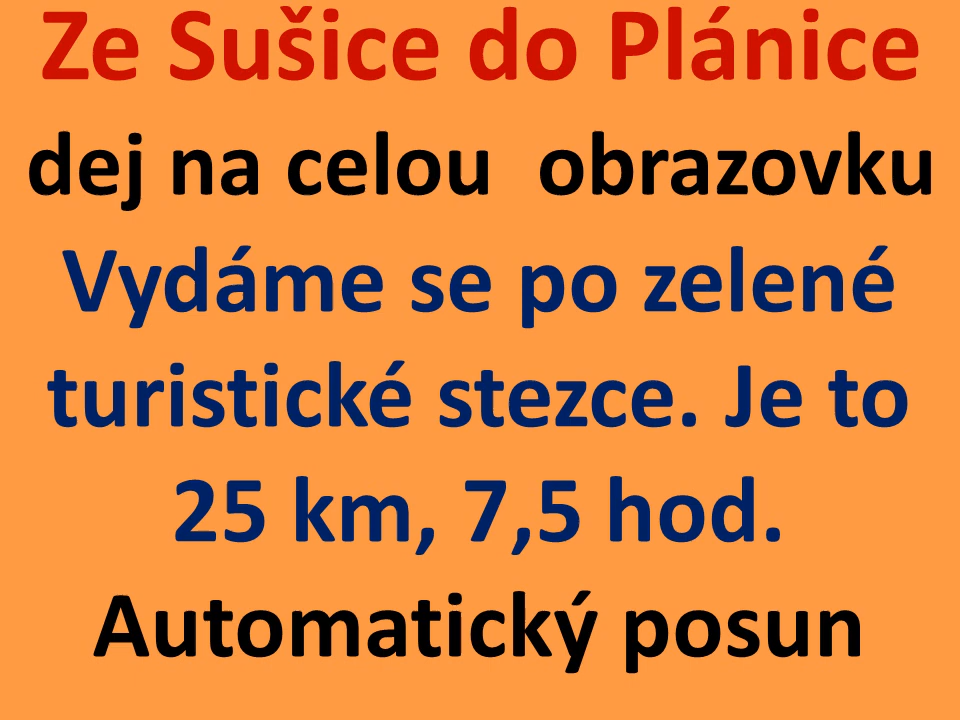 Ze Sušice do Plánice
dej na celou  obrazovku
Vydáme se po zelené
turistické stezce. Je to
25 km, 7,5 hod.
Automatický posun